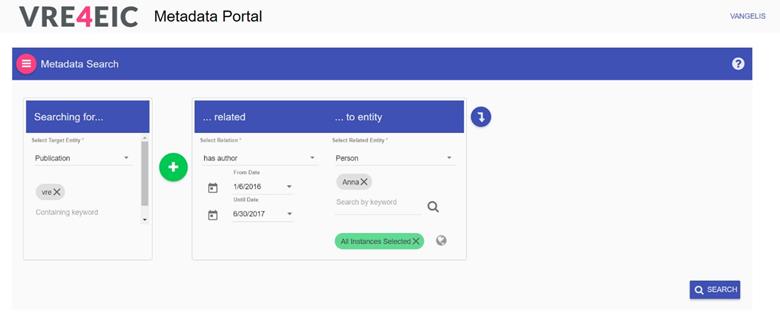 VRE4EIC Metadata Portal
VANGELIS
Metadata Search
?
Searching for...
Select Target Entity *
Publication
vre
Containing keyword
... related
... to entity
Select Relation *
has author
From Date
1/6/2016
Until Date
6/30/2017
Select Related Entity *
Person
Anna
Search by keyword
All Instances Selected
SEARCH